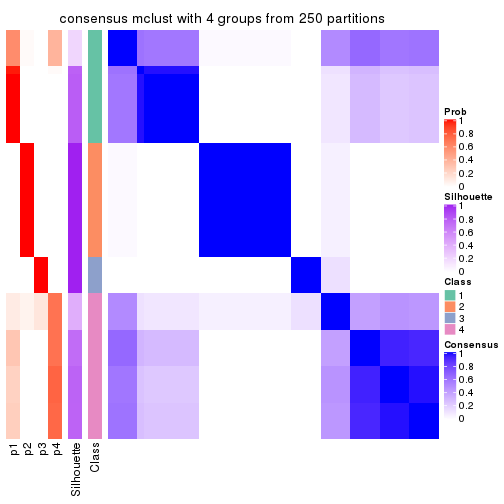 consensus mclust with 4 groups from 250 partitions
Prob
1
0.8
0.6
0.4
0.2
0
Silhouette
1
0.8
0.6
0.4
0.2
0
Class
1
2
3
4
Consensus
1
0.8
0.6
0.4
0.2
0
p1
p2
p3
p4
Silhouette
Class